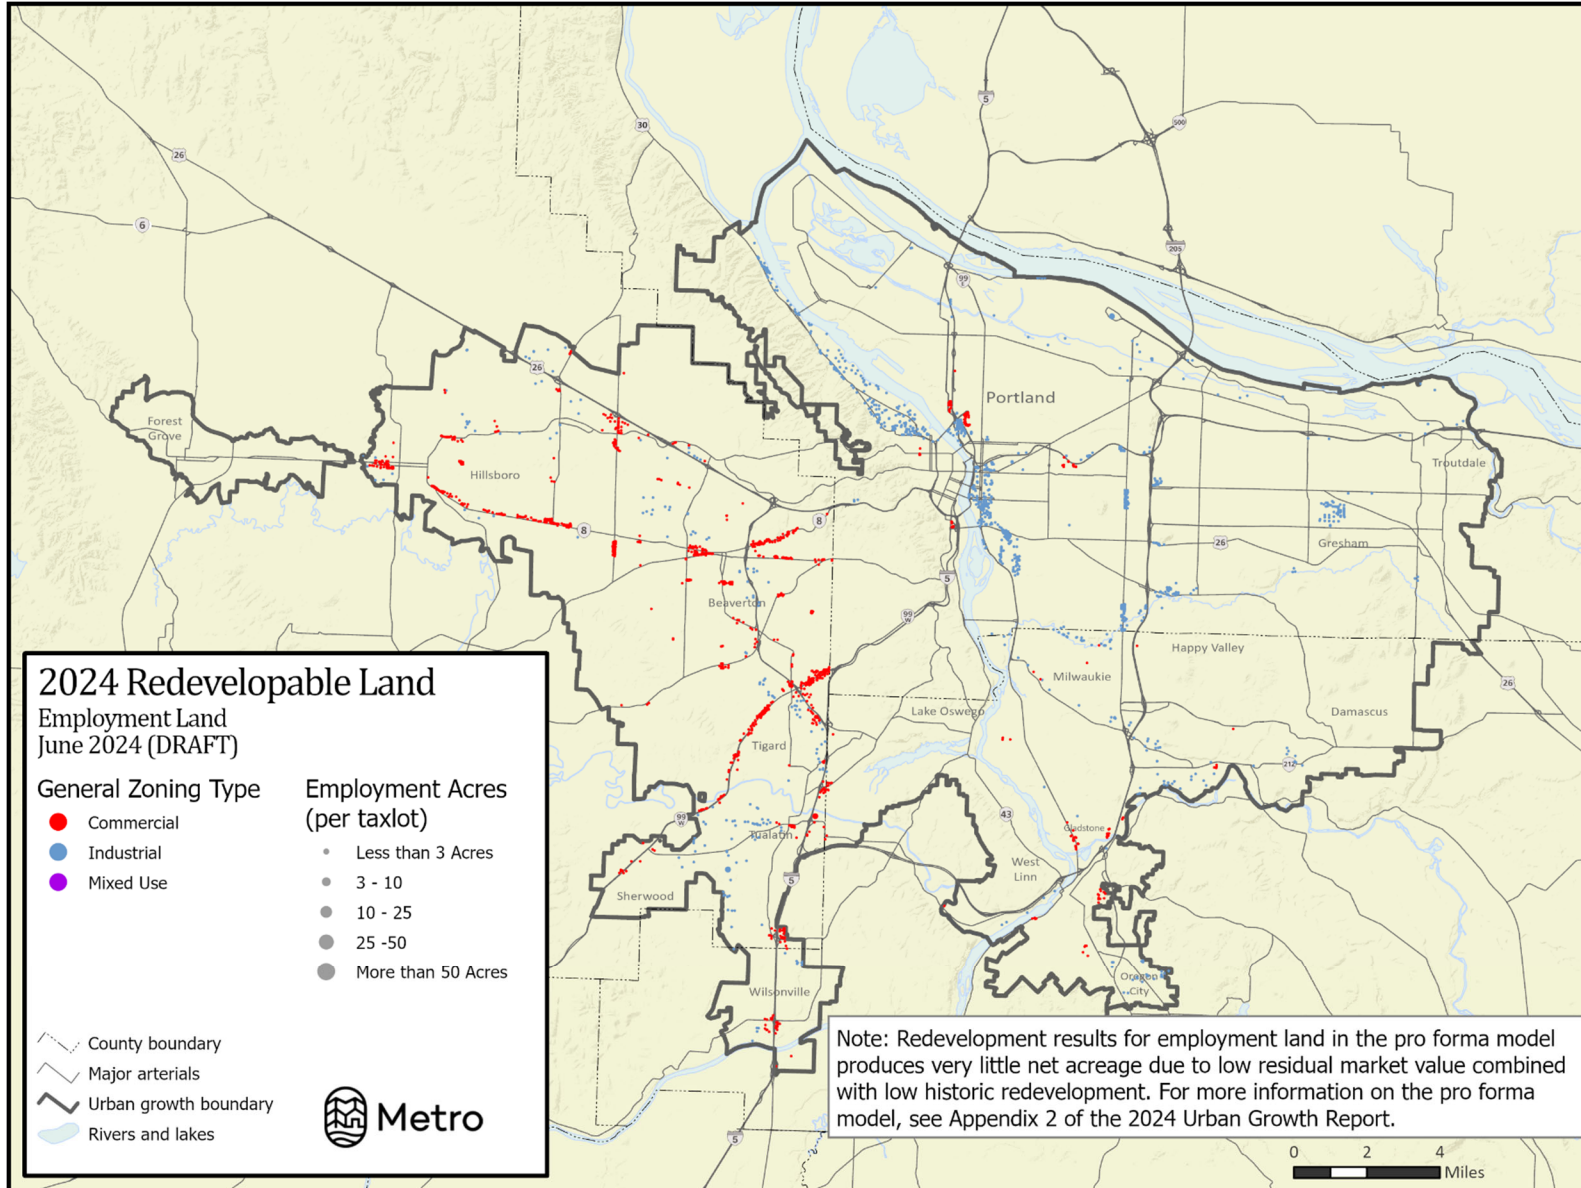 30
5
500
26
6
205
99
E
26
Portland
Forest
Grove
Troutdale
Hillsboro
8
8
26
Gresham
5
Beaverton
99
W
Happy Valley
Milwaukie
26
Lake Oswego
Damascus
Tigard
212
99
W
43
Gladstone
Tualatin
West
Linn
5
Sherwood
Oregon
City
Wilsonville
5
2024 Redevelopable Land
Employment Land
June 2024 (DRAFT)
General Zoning Type
Commercial
Industrial
Mixed Use
Employment Acres
(per taxlot)
Less than 3 Acres
3 - 10
10 - 25
25 -50
More than 50 Acres
County boundary
Major arterials
Urban growth boundary
Rivers and lakes
Metro
Note: Redevelopment results for employment land in the pro forma model
produces very little net acreage due to low residual market value combined
with low historic redevelopment. For more information on the pro forma
model, see Appendix 2 of the 2024 Urban Growth Report.
0 2 4
Miles